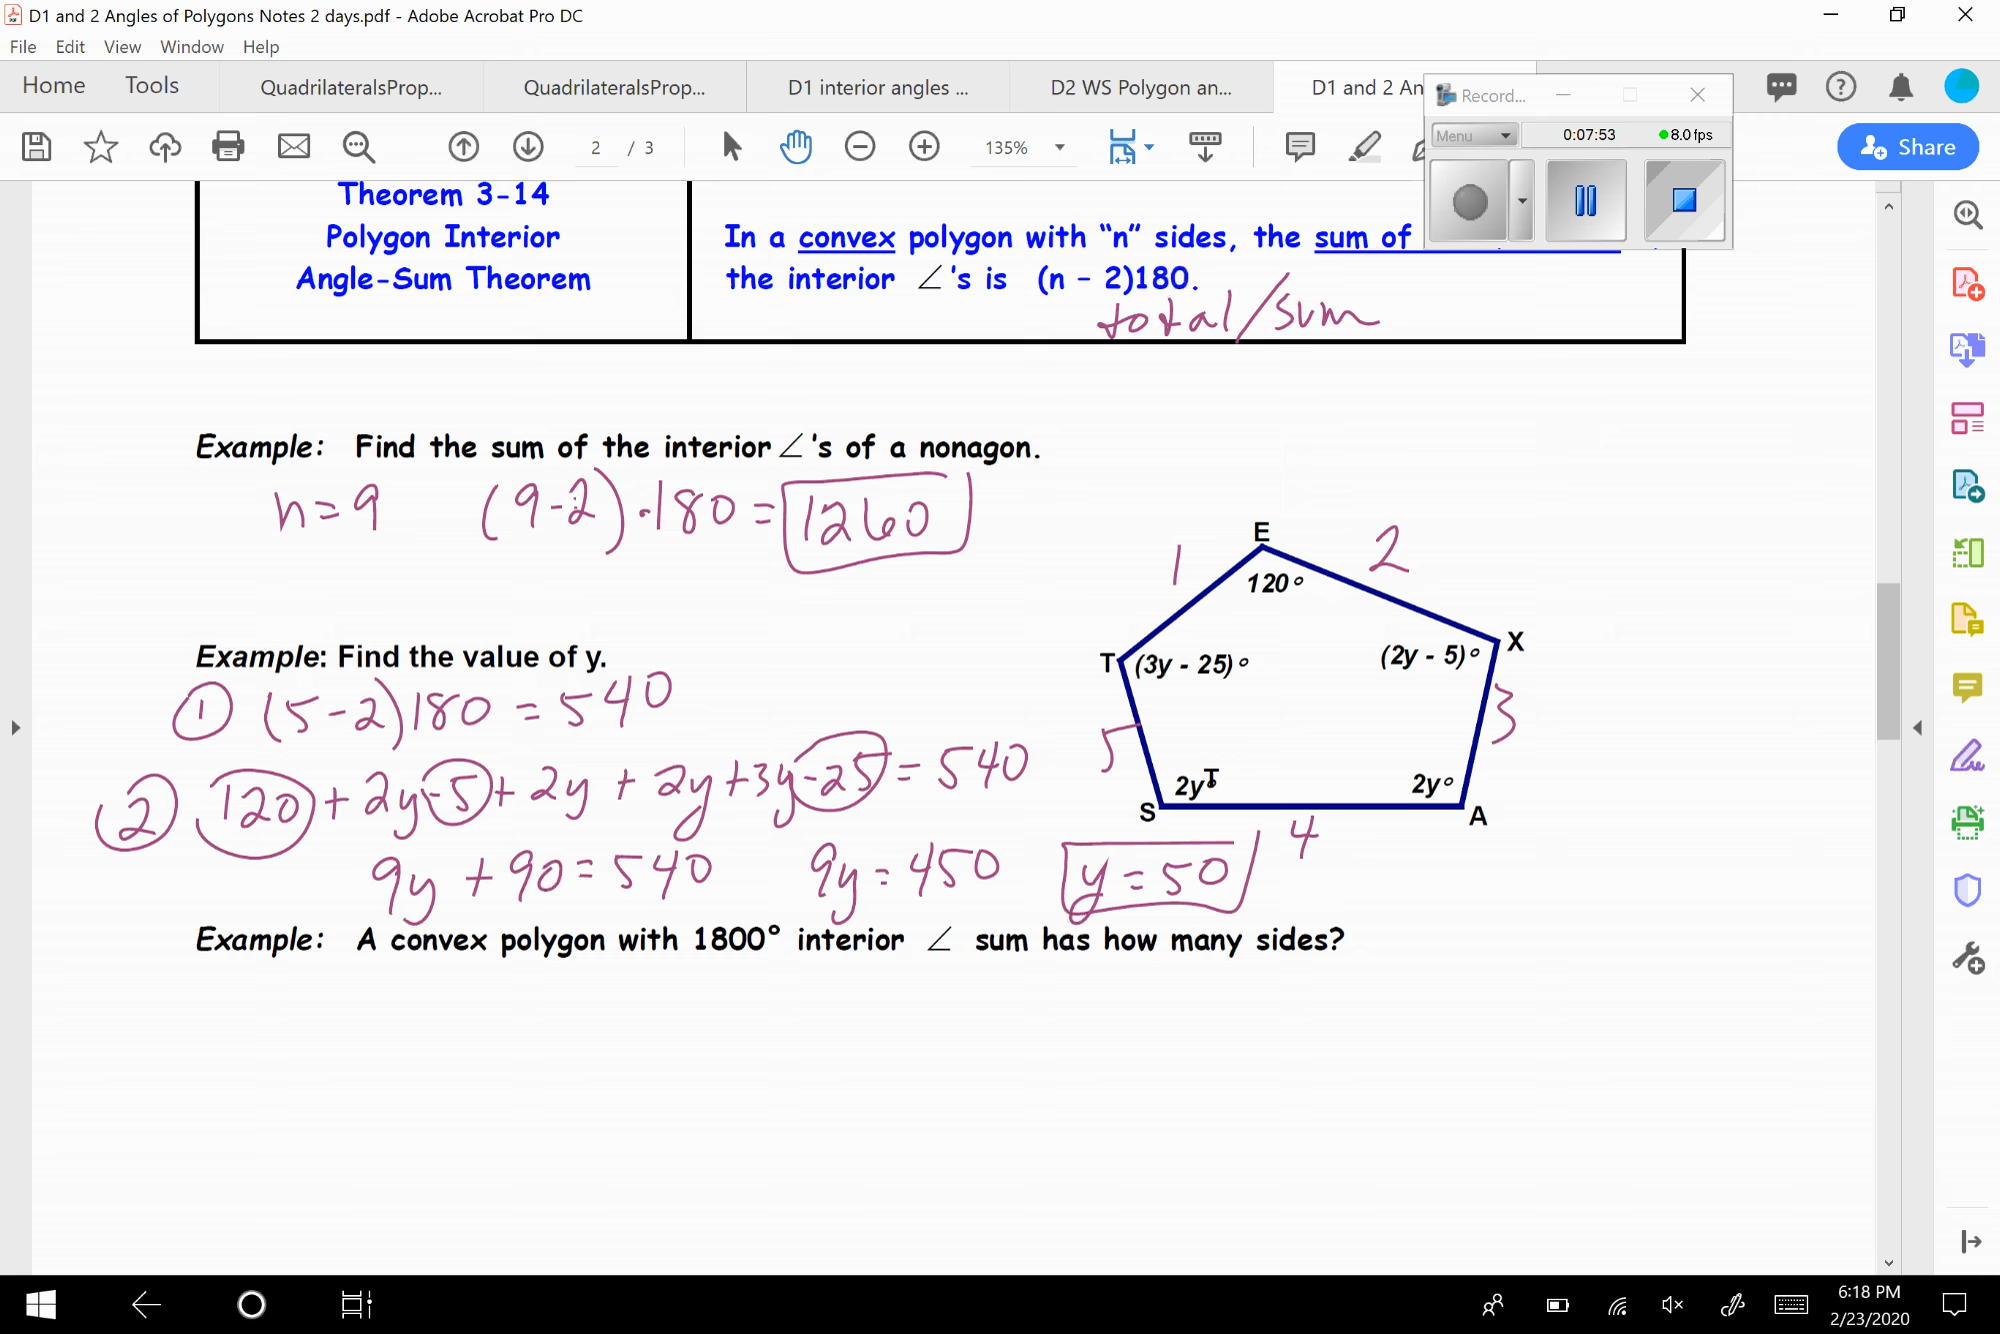 D1 and 2 Angles of Polygons Notes 2 days.pdf - Adobe Acrobat Pro DC
File Edit View Window Help
Home Tools QuadrilateralsProp... QuadrilateralsProp... D1 interior angles ... D2 WS Polygon an... D1 and 2 An
Record...
Menu 0:07:53 8.0 fps
2 / 3 135% Share
Theorem 3-14
Polygon Interior
Angle-Sum Theorem
In a convex polygon with “n” sides, the sum of
the interior ∠'s is (n - 2)180.
total/sum
Example: Find the sum of the interior ∠'s of a nonagon.
n = 9 (9-2)·180 = 1260
Example: Find the value of y.
① (5-2)180 = 540
② 120 + 2y-5 + 2y + 2y + 3y-25 = 540
9y + 90 = 540 9y = 450 y = 50
E
120°
1 2
T (3y - 25)° (2y - 5)° X
5 3
S 2y° 2y° A
4
Example: A convex polygon with 1800° interior ∠ sum has how many sides?
6:18 PM
2/23/2020